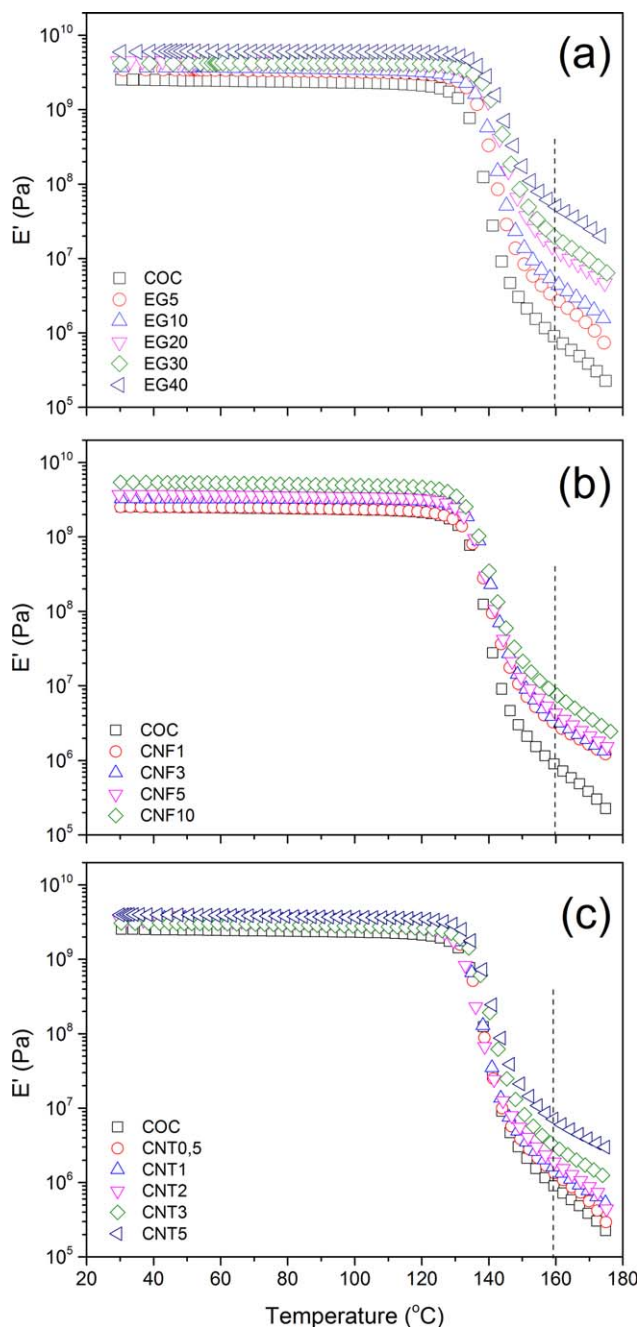 (a)
10¹⁰
10⁹
10⁸
10⁷
10⁶
10⁵
E' (Pa)
COC
EG5
EG10
EG20
EG30
EG40
(b)
10¹⁰
10⁹
10⁸
10⁷
10⁶
10⁵
E' (Pa)
COC
CNF1
CNF3
CNF5
CNF10
(c)
10¹⁰
10⁹
10⁸
10⁷
10⁶
10⁵
E' (Pa)
COC
CNT0,5
CNT1
CNT2
CNT3
CNT5
20 40 60 80 100 120 140 160 180
Temperature (°C)